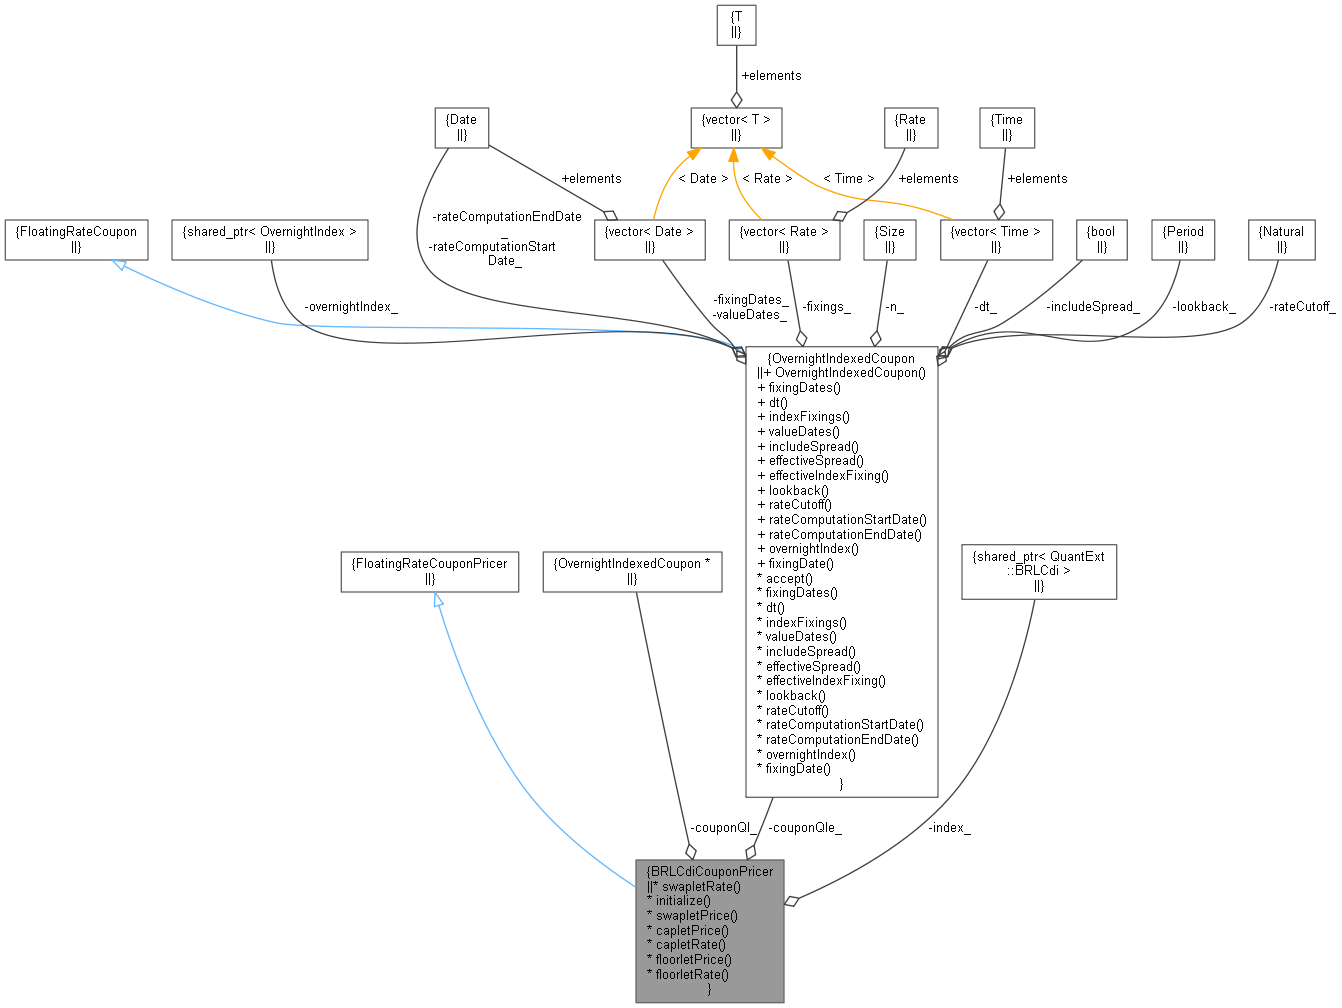 {T
||}
+elements
{Date
||}
{vector< T >
||}
{Rate
||}
{Time
||}
+elements
< Date >
< Rate >
< Time >
+elements
+elements
-rateComputationEndDate
_
-rateComputationStart
Date_
{FloatingRateCoupon
||}
{shared_ptr< OvernightIndex >
||}
{vector< Date >
||}
{vector< Rate >
||}
{Size
||}
{vector< Time >
||}
{bool
||}
{Period
||}
{Natural
||}
-overnightIndex_
-fixingDates_
-valueDates_
-fixings_
-n_
-dt_
-includeSpread_
-lookback_
-rateCutoff_
{OvernightIndexedCoupon
||+ OvernightIndexedCoupon()
+ fixingDates()
+ dt()
+ indexFixings()
+ valueDates()
+ includeSpread()
+ effectiveSpread()
+ effectiveIndexFixing()
+ lookback()
+ rateCutoff()
+ rateComputationStartDate()
+ rateComputationEndDate()
+ overnightIndex()
+ fixingDate()
* accept()
* fixingDates()
* dt()
* indexFixings()
* valueDates()
* includeSpread()
* effectiveSpread()
* effectiveIndexFixing()
* lookback()
* rateCutoff()
* rateComputationStartDate()
* rateComputationEndDate()
* overnightIndex()
* fixingDate()
}
{FloatingRateCouponPricer
||}
{OvernightIndexedCoupon *
||}
{shared_ptr< QuantExt
::BRLCdi >
||}
-couponQl_
-couponQle_
-index_
{BRLCdiCouponPricer
||* swapletRate()
* initialize()
* swapletPrice()
* capletPrice()
* capletRate()
* floorletPrice()
* floorletRate()
}